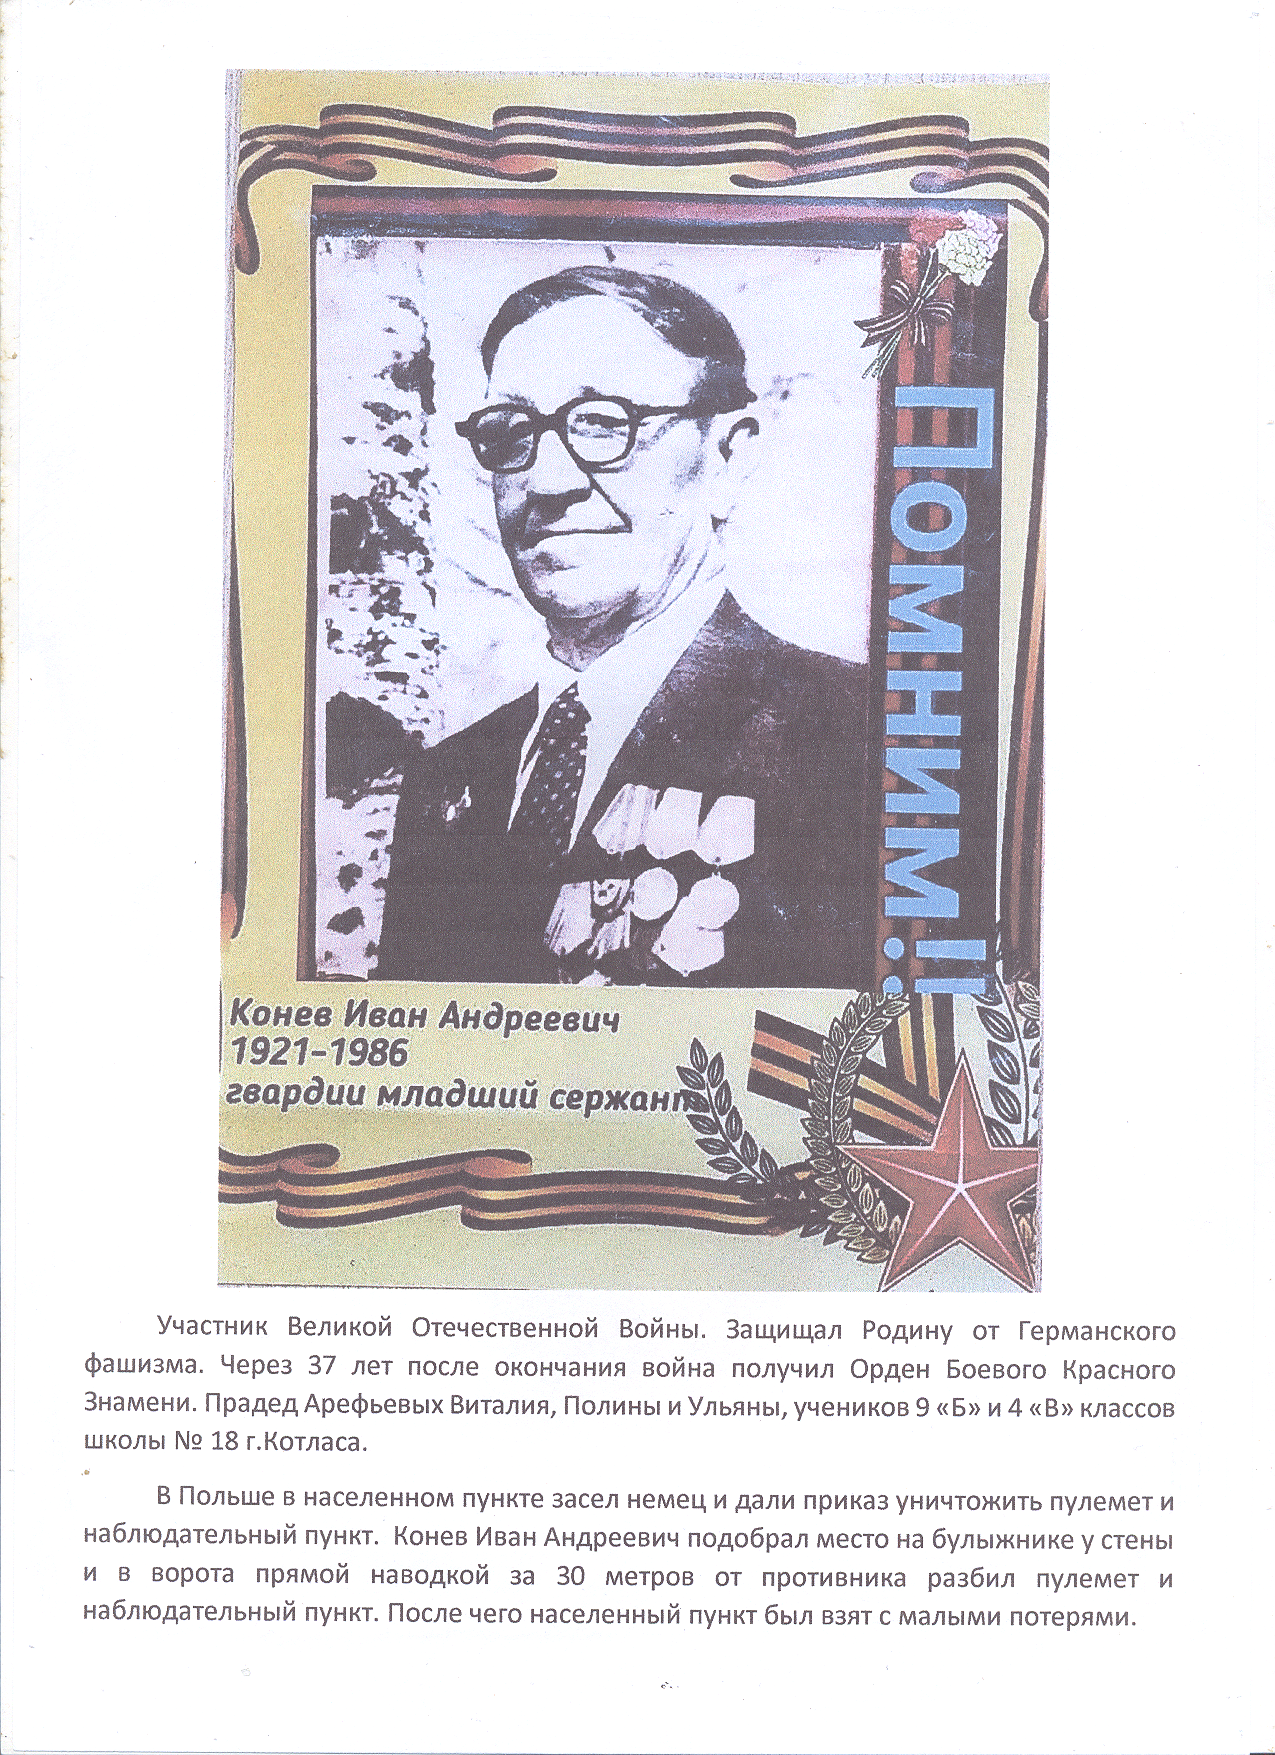 Помним!!
Конев Иван Андреевич
1921-1986
гвардии младший сержант
Участник Великой Отечественной Войны. Защищал Родину от Германского
фашизма. Через 37 лет после окончания война получил Орден Боевого Красного
Знамени. Прадед Арефьевых Виталия, Полины и Ульяны, учеников 9 «Б» и 4 «В» классов
школы № 18 г.Котласа.
В Польше в населенном пункте засел немец и дали приказ уничтожить пулемет и
наблюдательный пункт. Конев Иван Андреевич подобрал место на булыжнике у стены
и в ворота прямой наводкой за 30 метров от противника разбил пулемет и
наблюдательный пункт. После чего населенный пункт был взят с малыми потерями.